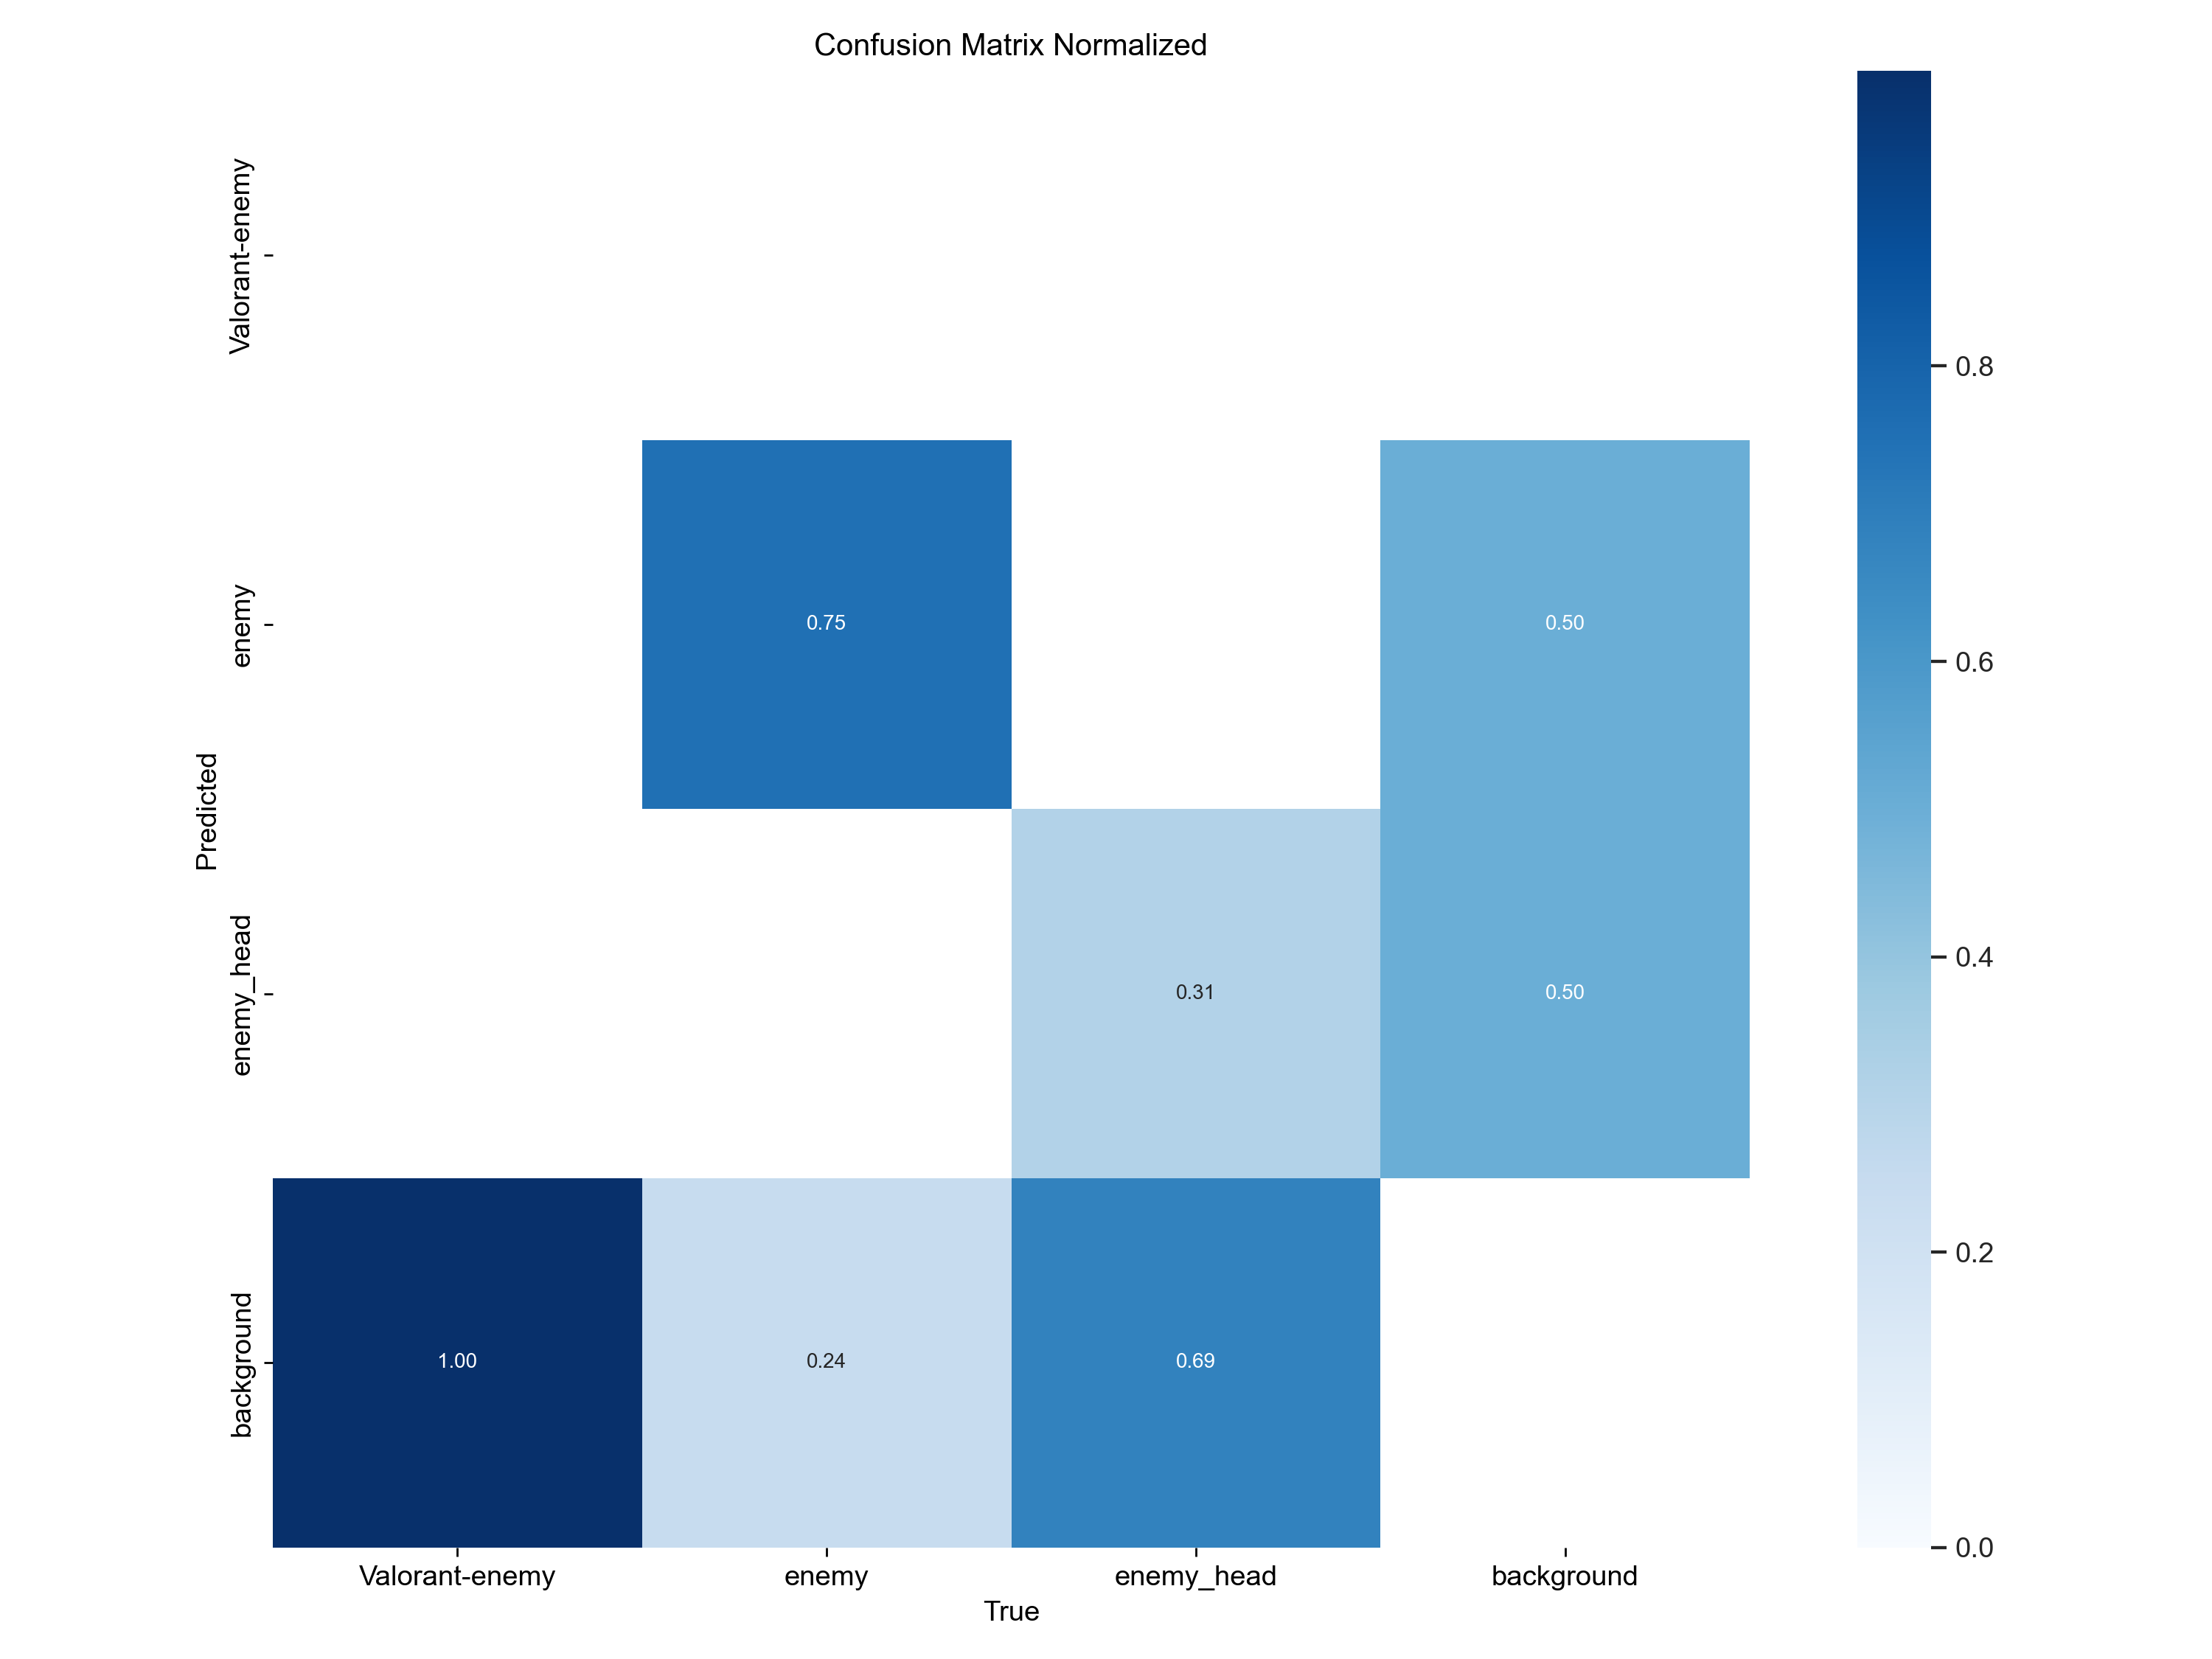 Confusion Matrix Normalized
Valorant-enemy
enemy
enemy_head
background
Predicted
0.75
0.50
0.31
0.50
1.00
0.24
0.69
Valorant-enemy
enemy
enemy_head
background
True
0.8
0.6
0.4
0.2
0.0